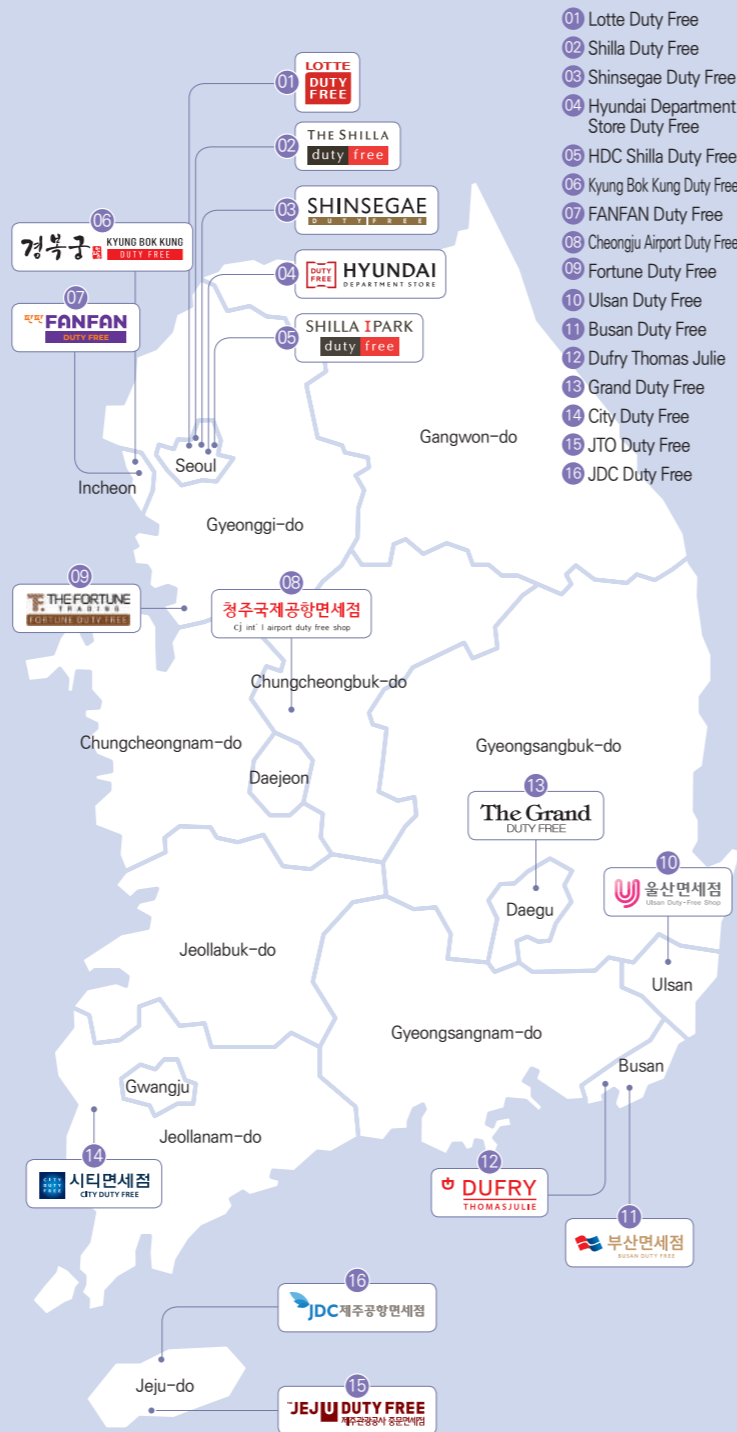 01 Lotte Duty Free
02 Shilla Duty Free
03 Shinsegae Duty Free
04 Hyundai Department
Store Duty Free
05 HDC Shilla Duty Free
06 Kyung Bok Kung Duty Free
07 FANFAN Duty Free
08 Cheongju Airport Duty Free
09 Fortune Duty Free
10 Ulsan Duty Free
11 Busan Duty Free
12 Dufry Thomas Julie
13 Grand Duty Free
14 City Duty Free
15 JTO Duty Free
16 JDC Duty Free
01
LOTTE
DUTY
FREE
02
THE SHILLA
duty free
03
SHINSEGAE
DUTY FREE
04
DUTY
FREE
HYUNDAI
DEPARTMENT STORE
05
SHILLA IPARK
duty free
06
경복궁
KYUNG BOK KUNG
DUTY FREE
07
판판 FANFAN
DUTY FREE
Gangwon-do
Seoul
Incheon
Gyeonggi-do
09
THE FORTUNE
TRADING
FORTUNE DUTY FREE
08
청주국제공항면세점
cj int'l airport duty free shop
Chungcheongbuk-do
Chungcheongnam-do
Gyeongsangbuk-do
Daejeon
13
The Grand
DUTY FREE
10
울산면세점
Ulsan Duty-Free Shop
Daegu
Jeollabuk-do
Ulsan
Gyeongsangnam-do
Busan
Gwangju
Jeollanam-do
14
CITY
DUTY
FREE
시티면세점
CITY DUTY FREE
12
DUFRY
THOMASJULIE
11
부산면세점
BUSAN DUTY FREE
16
JDC 제주공항면세점
Jeju-do
15
JEJU DUTY FREE
제주관광공사 중문면세점